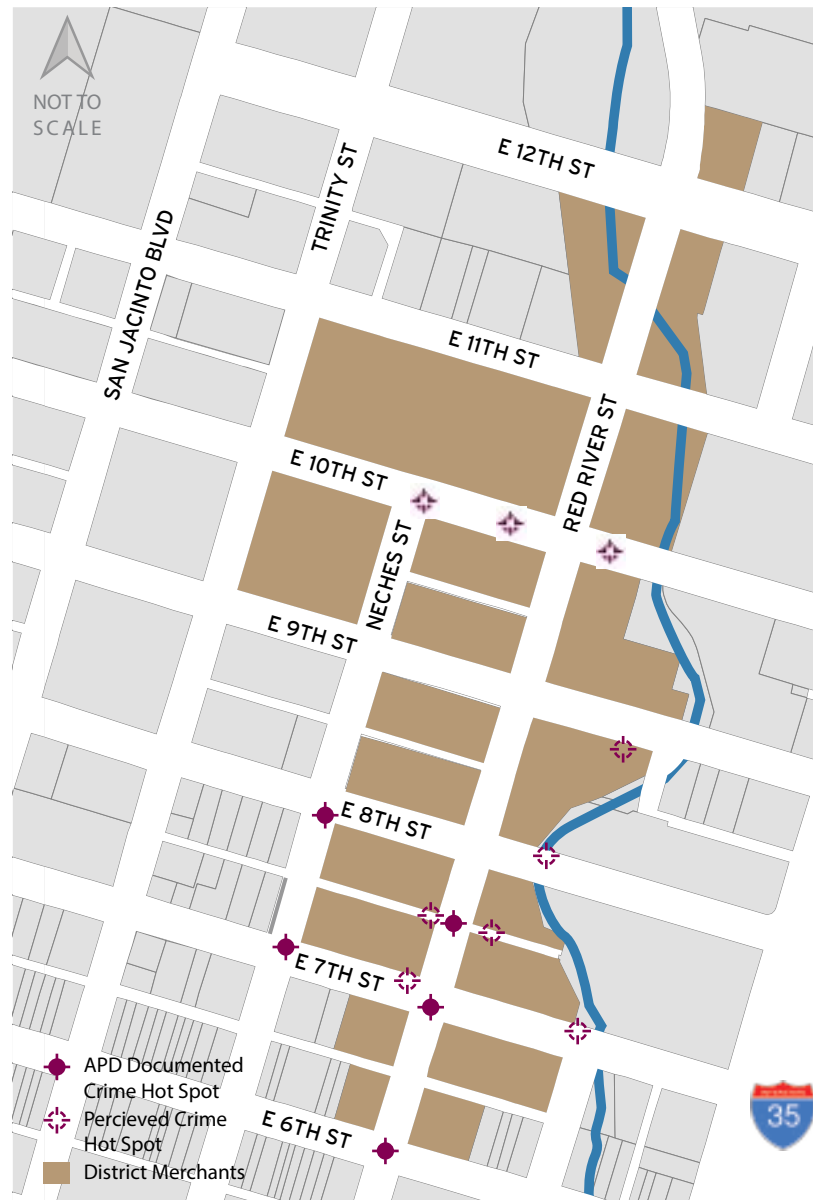 NOT TO
SCALE
E 12TH ST
TRINITY ST
SAN JACINTO BLVD
E 11TH ST
RED RIVER ST
E 10TH ST
NECHES ST
E 9TH ST
E 8TH ST
E 7TH ST
APD Documented
Crime Hot Spot
Percieved Crime
Hot Spot
District Merchants
E 6TH ST
35